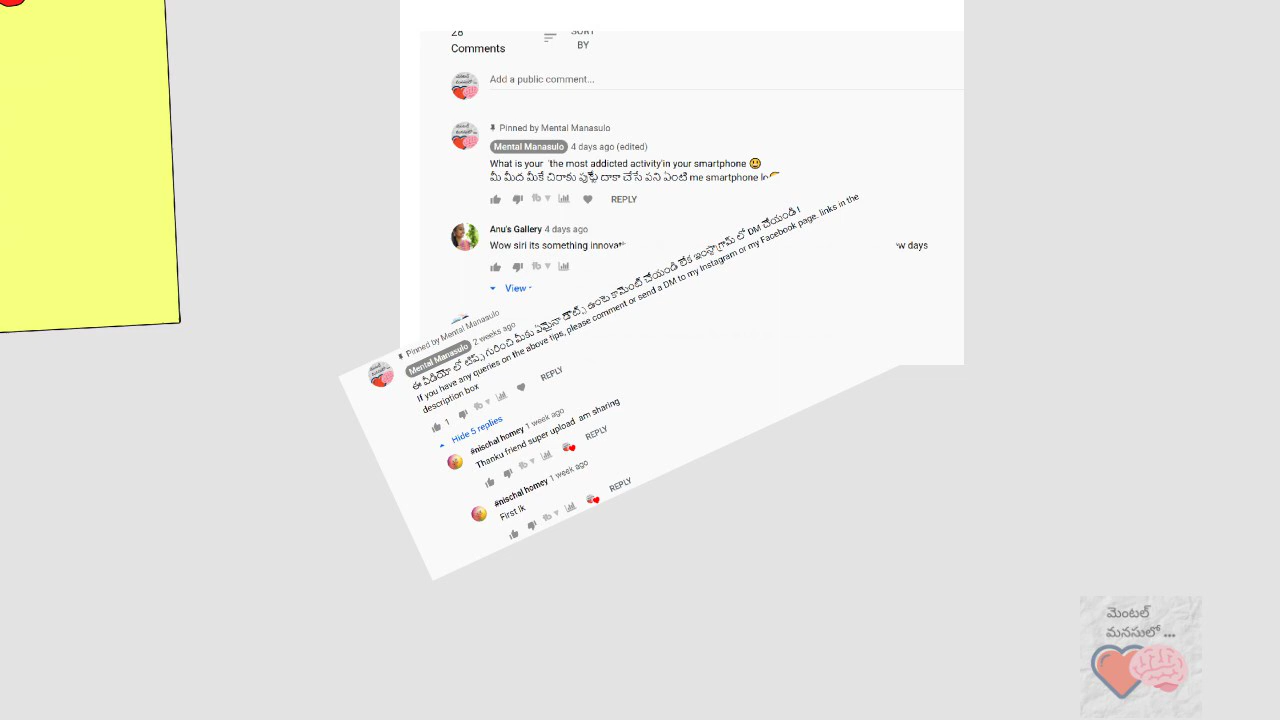 28
Comments
SORT
BY
Add a public comment...
Pinned by Mental Manasulo
Mental Manasulo 4 days ago (edited)
What is your 'the most addicted activity'in your smartphone 😃
మీ మీద మీకే చిరాకు పుట్టే దాకా చేసే పని ఏంటి me smartphone lo
REPLY
Anu's Gallery 4 days ago
Wow siri its something innovat
w days
View
Pinned by Mental Manasulo
Mental Manasulo 2 weeks ago
ఈ వీడియో లో టిప్స్ గురించి మీకు ఏమైనా డౌట్స్ ఉంటె కామెంట్ చేయండి లేక ఇంస్టాగ్రామ్ లో DM చేయండి !
If you have any queries on the above tips, please comment or send a DM to my Instagram or my Facebook page. links in the
description box
1 REPLY
Hide 5 replies
#nischal homey 1 week ago
Thanku friend super upload am sharing
REPLY
#nischal homey 1 week ago
First lk
REPLY
మెంటల్
మనసులో ...